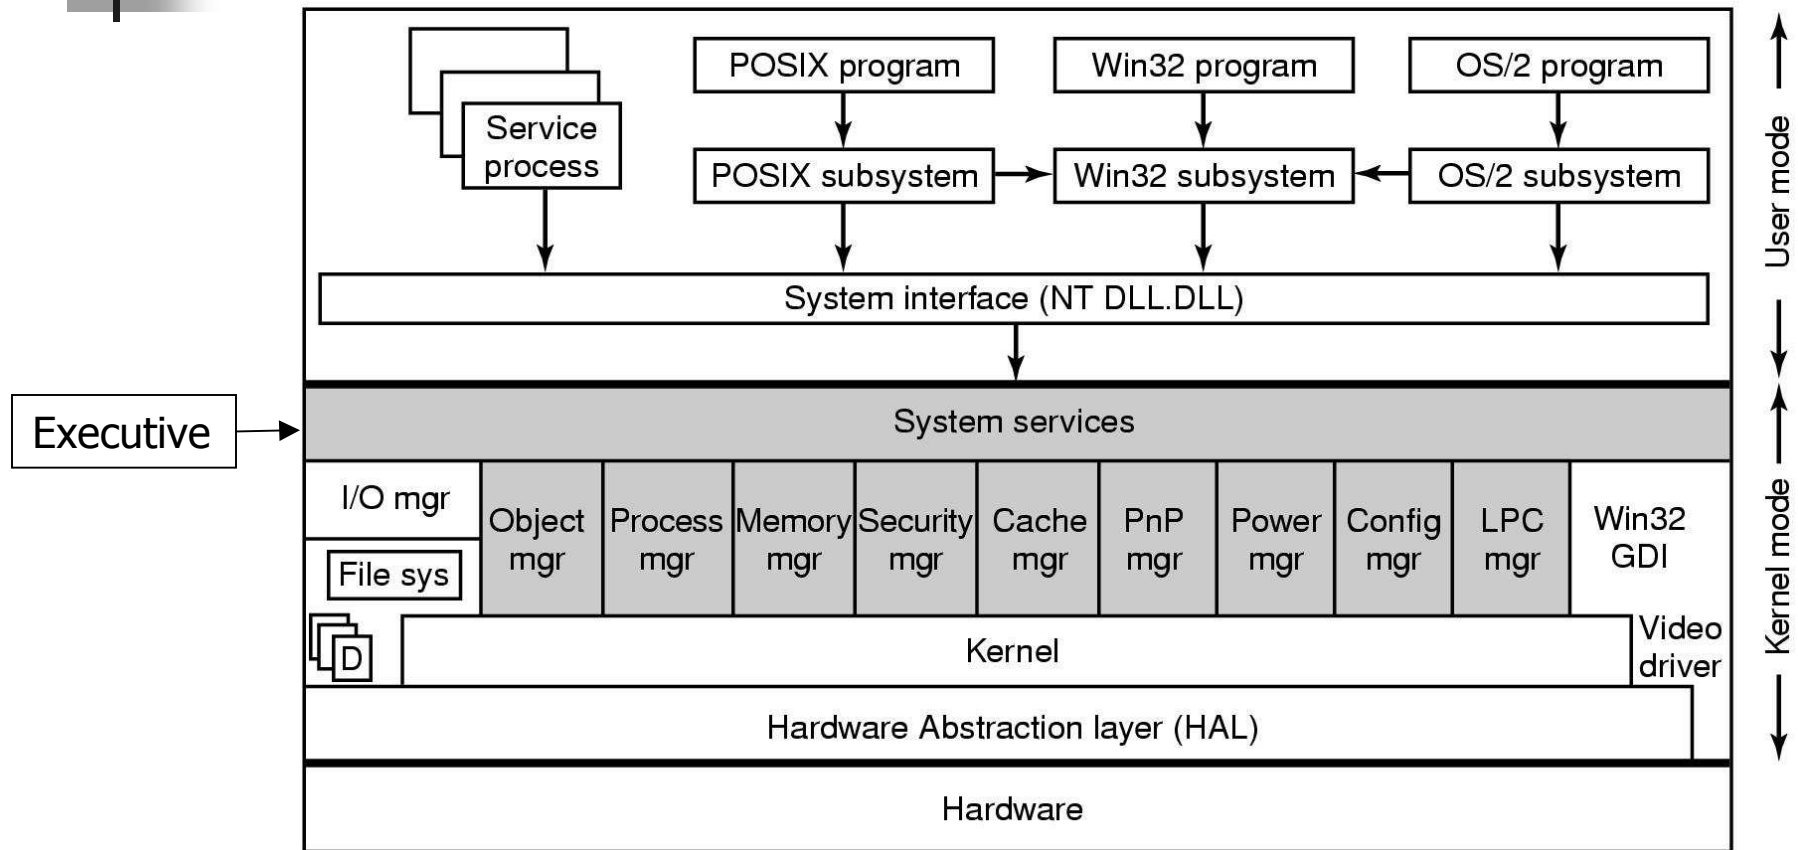 POSIX program
Win32 program
OS/2 program
Service
process
POSIX subsystem
Win32 subsystem
OS/2 subsystem
User mode
System interface (NT DLL.DLL)
Executive
System services
I/O mgr
File sys
D
Object
mgr
Process
mgr
Memory
mgr
Security
mgr
Cache
mgr
PnP
mgr
Power
mgr
Config
mgr
LPC
mgr
Win32
GDI
Kernel mode
Kernel
Video
driver
Hardware Abstraction layer (HAL)
Hardware